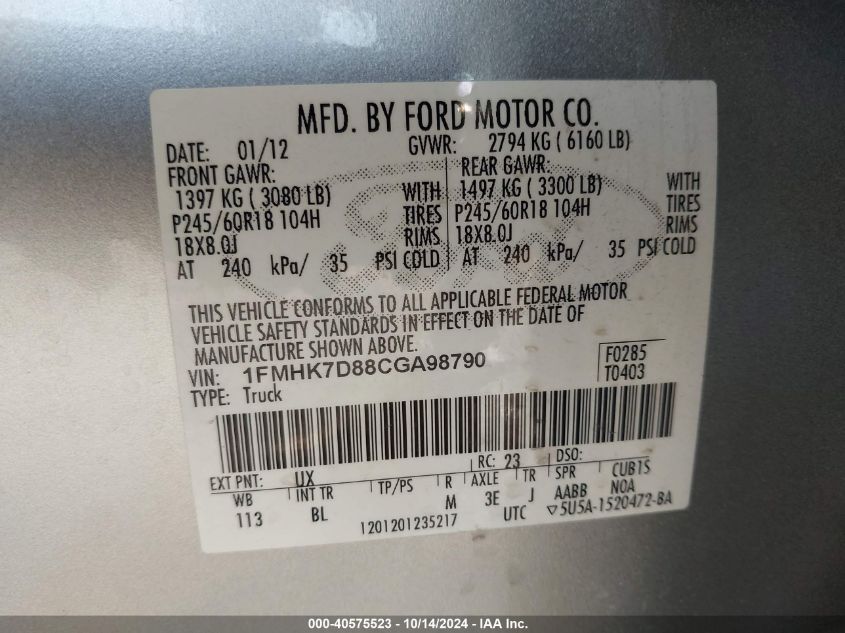 MFD. BY FORD MOTOR CO.
DATE: 01/12 GVWR: 2794 KG ( 6160 LB)
FRONT GAWR: REAR GAWR:
1397 KG ( 3080 LB) WITH 1497 KG ( 3300 LB) WITH
P245/60R18 104H TIRES P245/60R18 104H TIRES
18X8.0J RIMS 18X8.0J RIMS
AT 240 kPa/ 35 PSI COLD AT 240 kPa/ 35 PSI COLD
THIS VEHICLE CONFORMS TO ALL APPLICABLE FEDERAL MOTOR
VEHICLE SAFETY STANDARDS IN EFFECT ON THE DATE OF
MANUFACTURE SHOWN ABOVE.
VIN: 1FMHK7D88CGA98790 F0285
TYPE: Truck T0403
EXT PNT: UX RC: 23 DSO:
WB INT TR TP/PS R AXLE TR SPR CUB1S
113 BL M 3E J AABB N0A
1201201235217 UTC ▽5U5A-1520472-BA
000-40575523 - 10/14/2024 - IAA Inc.